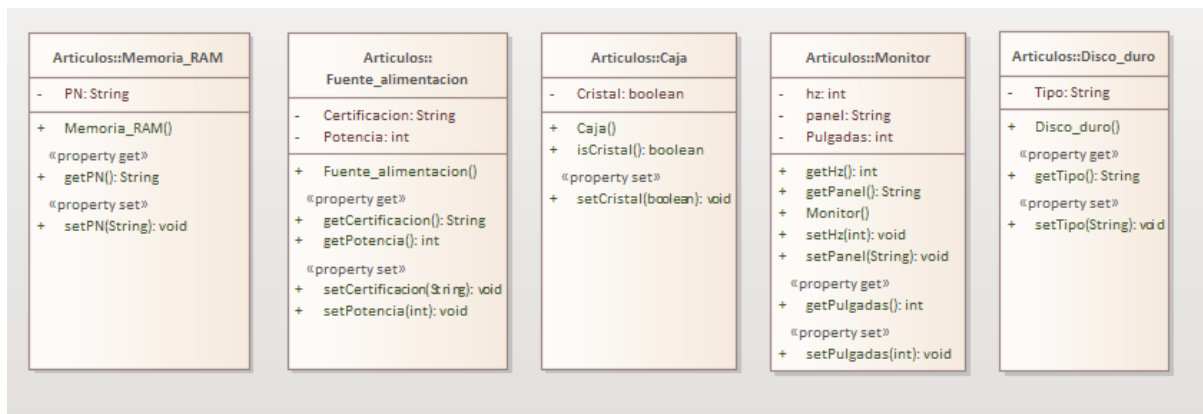 Articulos::Memoria_RAM
- PN: String
+ Memoria_RAM()
«property get»
+ getPN(): String
«property set»
+ setPN(String): void
Articulos::
Fuente_alimentacion
- Certificacion: String
- Potencia: int
+ Fuente_alimentacion()
«property get»
+ getCertificacion(): String
+ getPotencia(): int
«property set»
+ setCertificacion(String): void
+ setPotencia(int): void
Articulos::Caja
- Cristal: boolean
+ Caja()
+ isCristal(): boolean
«property set»
+ setCristal(boolean): void
Articulos::Monitor
- hz: int
- panel: String
- Pulgadas: int
+ getHz(): int
+ getPanel(): String
+ Monitor()
+ setHz(int): void
+ setPanel(String): void
«property get»
+ getPulgadas(): int
«property set»
+ setPulgadas(int): void
Articulos::Disco_duro
- Tipo: String
+ Disco_duro()
«property get»
+ getTipo(): String
«property set»
+ setTipo(String): void